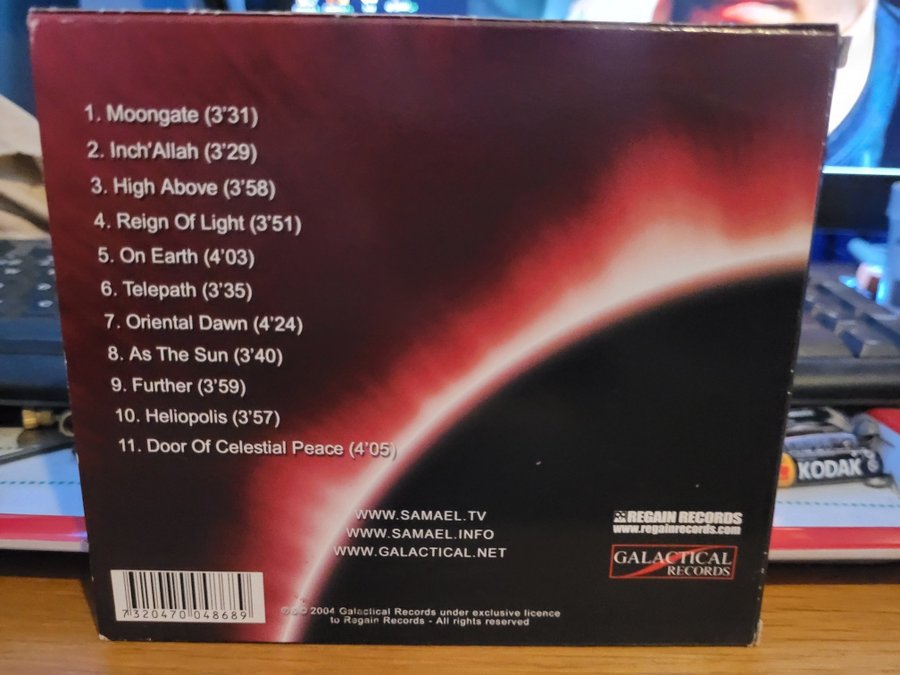 1. Moongate (3'31)
2. Inch'Allah (3'29)
3. High Above (3'58)
4. Reign Of Light (3'51)
5. On Earth (4'03)
6. Telepath (3'35)
7. Oriental Dawn (4'24)
8. As The Sun (3'40)
9. Further (3'59)
10. Heliopolis (3'57)
11. Door Of Celestial Peace (4'05)
WWW.SAMAEL.TV
WWW.SAMAEL.INFO
WWW.GALACTICAL.NET
REGAIN RECORDS
www.regainrecords.com
GALACTICAL
RECORDS
7 320470 048689
℗© 2004 Galactical Records under exclusive licence
to Regain Records - All rights reserved
KODAK